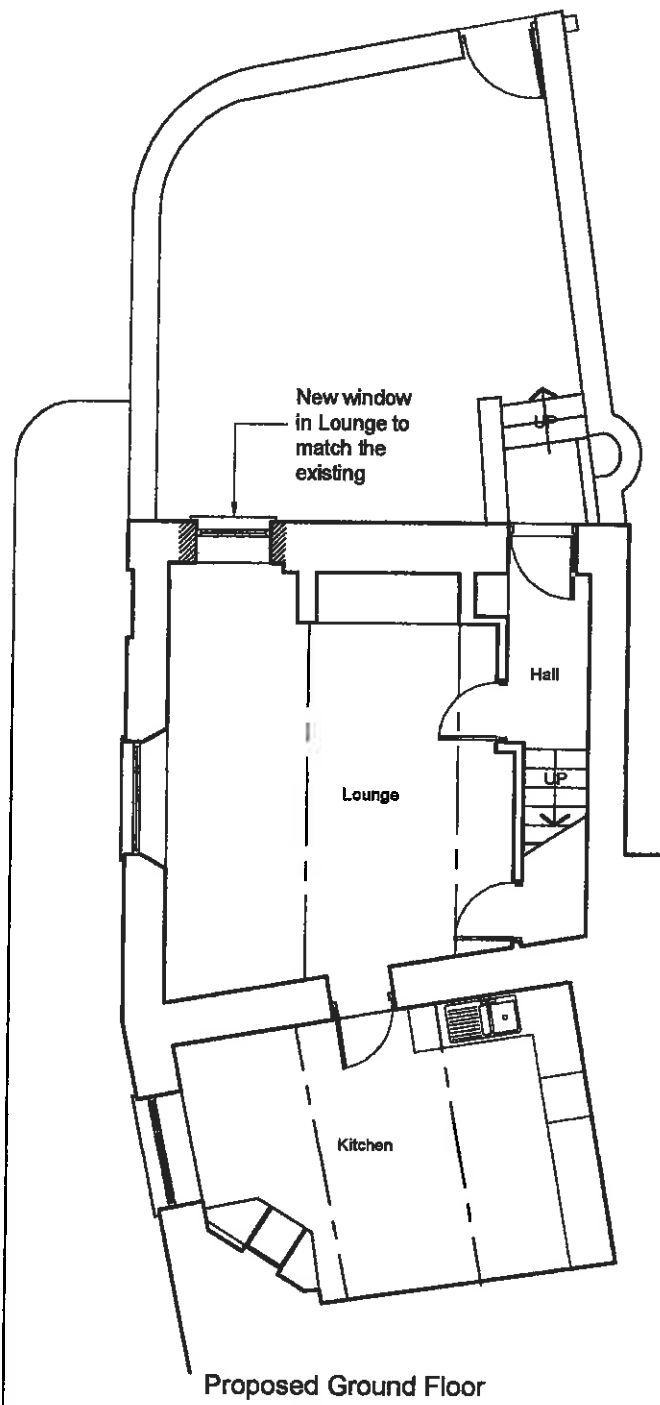 New window
in Lounge to
match the
existing
UP
Hall
UP
Lounge
Kitchen
Proposed Ground Floor